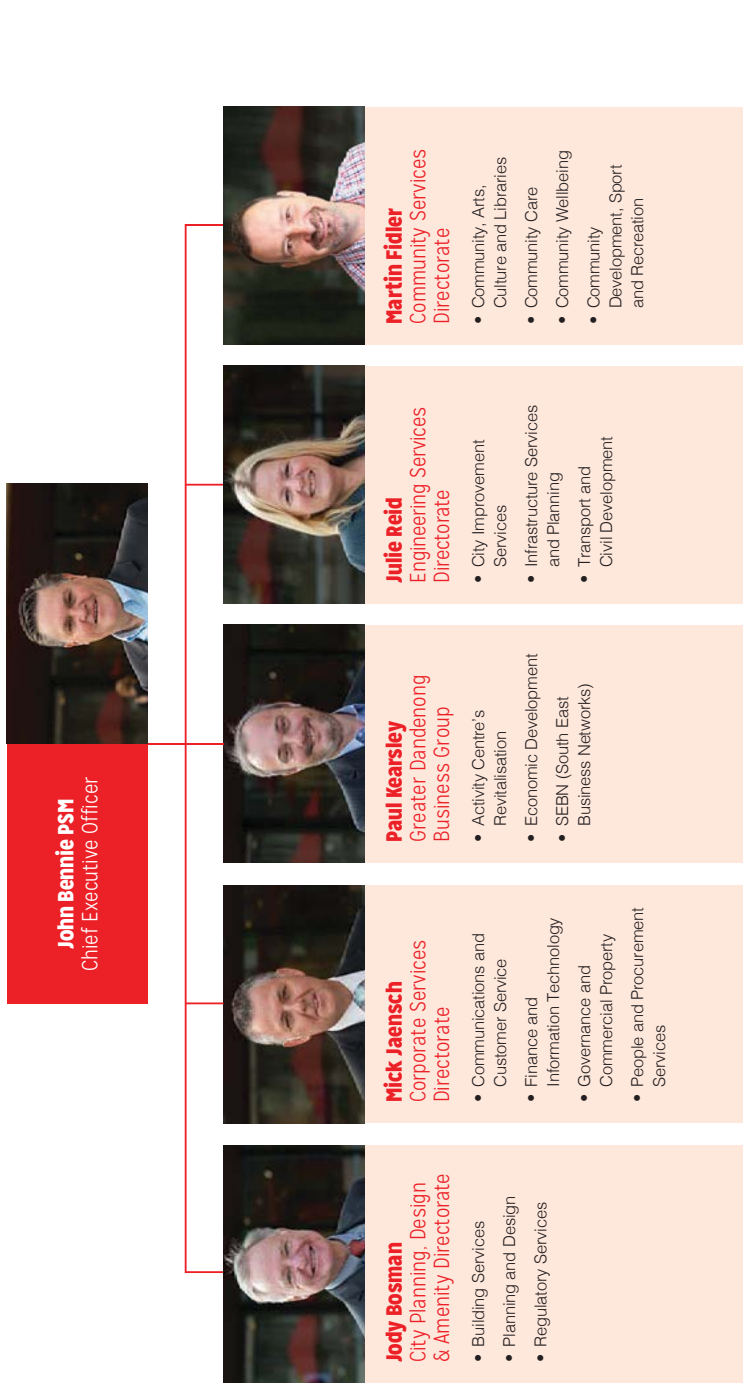 John Bennie PSM
Chief Executive Officer
Jody Bosman
City Planning, Design
& Amenity Directorate
• Building Services
• Planning and Design
• Regulatory Services
Mick Jaensch
Corporate Services
Directorate
• Communications and
Customer Service
• Finance and
Information Technology
• Governance and
Commercial Property
• People and Procurement
Services
Paul Kearsley
Greater Dandenong
Business Group
• Activity Centre's
Revitalisation
• Economic Development
• SEBN (South East
Business Networks)
Julie Reid
Engineering Services
Directorate
• City Improvement
Services
• Infrastructure Services
and Planning
• Transport and
Civil Development
Martin Fidler
Community Services
Directorate
• Community, Arts,
Culture and Libraries
• Community Care
• Community Wellbeing
• Community
Development, Sport
and Recreation